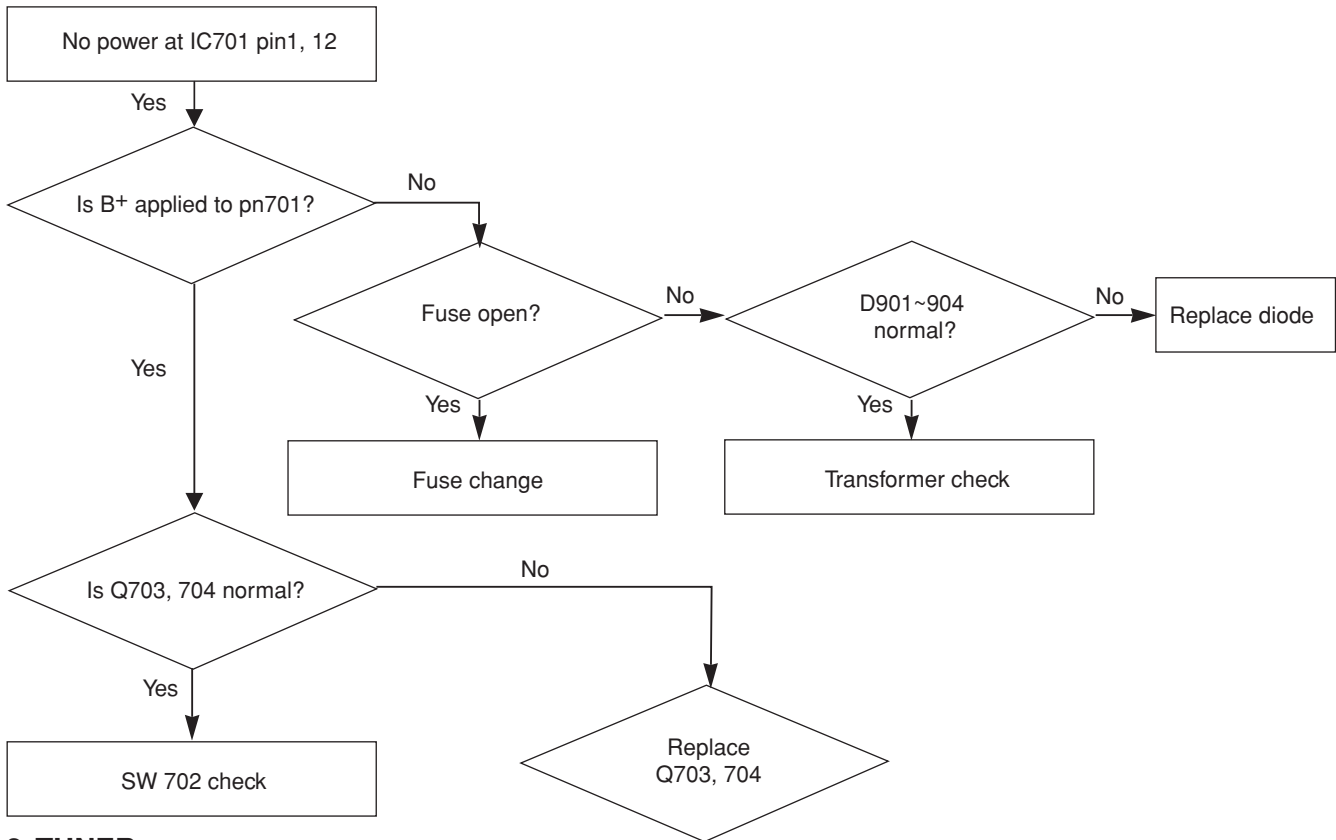 No power at IC701 pin1, 12
Yes
Is B+ applied to pn701?
No
Fuse open?
No
D901~904
normal?
No
Replace diode
Yes
Yes
Yes
Fuse change
Transformer check
Is Q703, 704 normal?
No
Yes
Replace
Q703, 704
SW 702 check